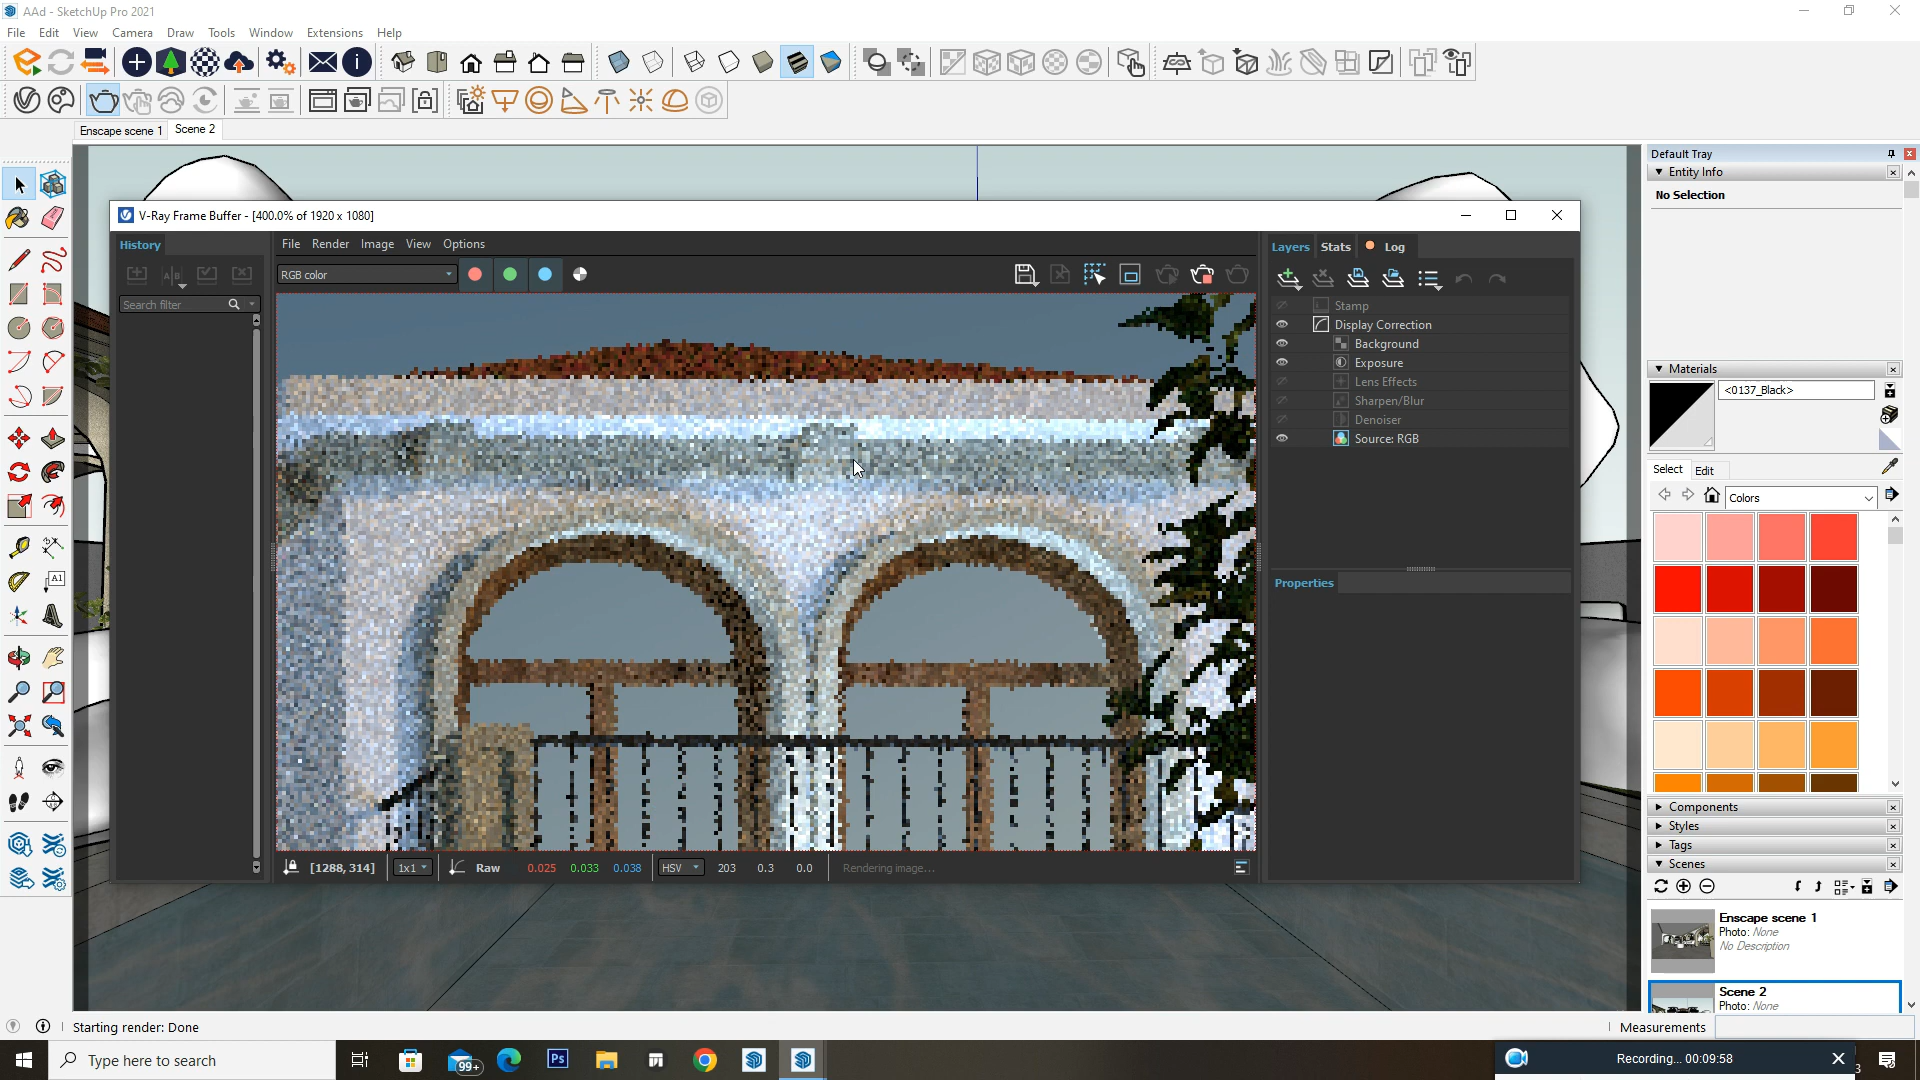 AAd - SketchUp Pro 2021
File Edit View Camera Draw Tools Window Extensions Help
Enscape scene 1 Scene 2
Default Tray
Entity Info
No Selection
V-Ray Frame Buffer - [400.0% of 1920 x 1080]
History
File Render Image View Options
Layers Stats Log
RGB color
Search filter
Stamp
Display Correction
Background
Exposure
Lens Effects
Sharpen/Blur
Denoiser
Source: RGB
Properties
[1288, 314] 1x1 Raw 0.025 0.033 0.038 HSV 203 0.3 0.0 Rendering image...
Materials
<0137_Black>
Select Edit
Colors
Components
Styles
Tags
Scenes
Enscape scene 1
Photo: None
No Description
Scene 2
Photo: None
A1
Starting render: Done
Measurements
Type here to search
99+
Ps
Recording... 00:09:58
3